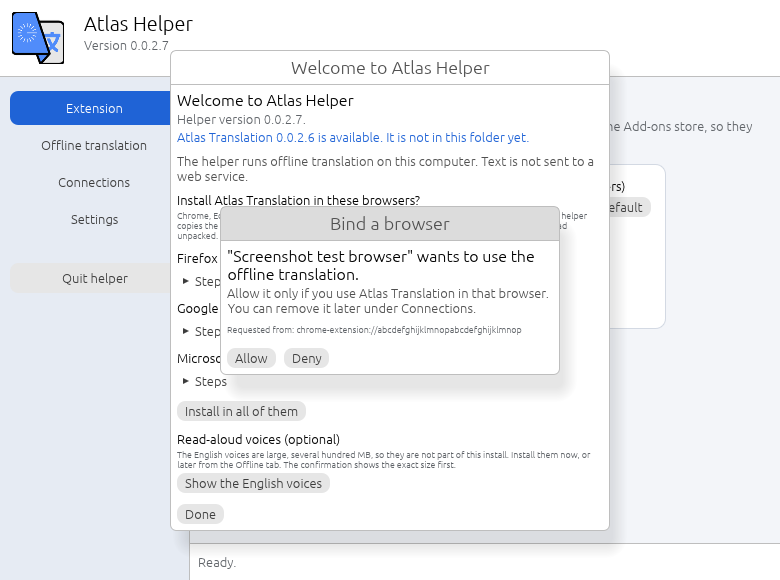 Atlas Helper
Version 0.0.2.7
Extension
Offline translation
Connections
Settings
Quit helper
Welcome to Atlas Helper
Welcome to Atlas Helper
Helper version 0.0.2.7.
Atlas Translation 0.0.2.6 is available. It is not in this folder yet.
The helper runs offline translation on this computer. Text is not sent to a
web service.
Install Atlas Translation in these browsers?
Chrome,
helper
copies the
unpacked.
Firefox
Steps
Google
Steps
Steps
Install in all of them
Read-aloud voices (optional)
The English voices are large, several hundred MB, so they are not part of this install. Install them now, or
later from the Offline tab. The confirmation shows the exact size first.
Show the English voices
Done
Bind a browser
"Screenshot test browser" wants to use the
offline translation.
Allow it only if you use Atlas Translation in that browser.
You can remove it later under Connections.
Requested from: chrome-extension://abcdefghijklmnopabcdefghijklmnop
Allow
Deny
Add-ons store, so they
Ready.